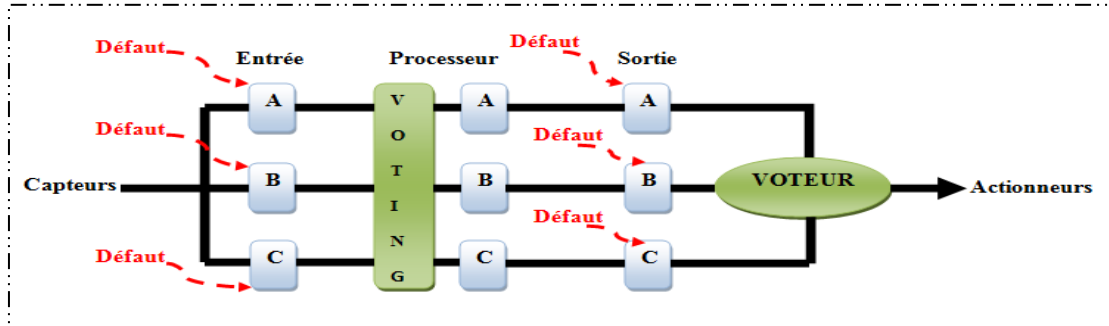 Défaut
Défaut
Entrée
Processeur
Sortie
A
V
O
T
I
N
G
A
A
Défaut
Défaut
Capteurs
B
B
B
VOTEUR
Actionneurs
Défaut
Défaut
C
C
C